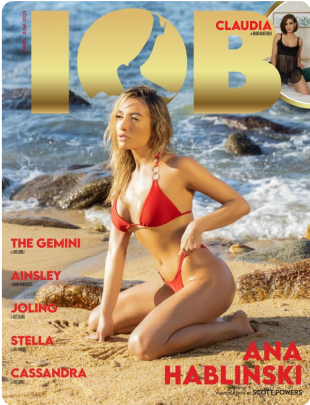 IOB
CLAUDIA
THE GEMINI
AINSLEY
JOLING
STELLA
CASSANDRA
ANA
HABLINSKI
SCOTT POWERS